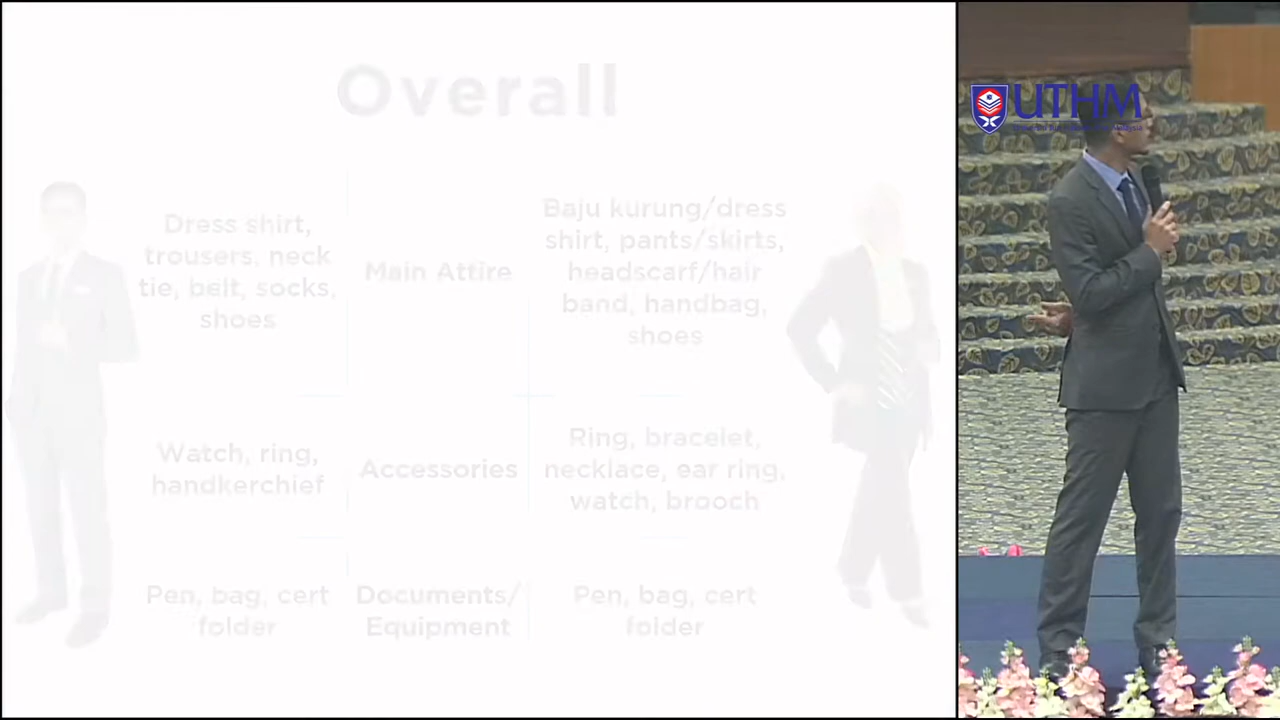 Overall
Dress shirt,
trousers, neck
tie, belt, socks,
shoes
Main Attire
Baju kurung/dress
shirt, pants/skirts,
headscarf/hair
band, handbag,
shoes
Watch, ring,
handkerchief
Accessories
Ring, bracelet,
necklace, ear ring,
watch, brooch
Pen, bag, cert
folder
Documents/
Equipment
Pen, bag, cert
folder
UTHM